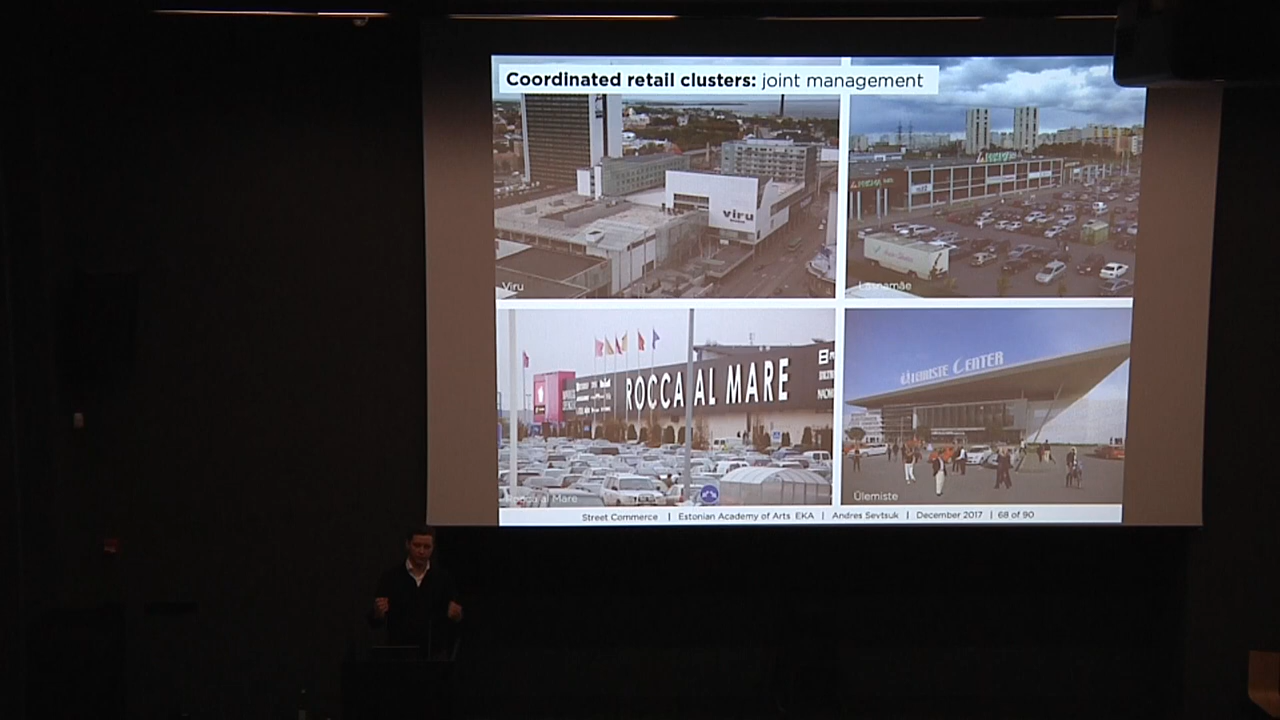 Coordinated retail clusters: joint management
viru
Viru
Lasnamäe
ROCCA AL MARE
Rocca al Mare
ÜLEMISTE CENTER
Ülemiste
Street Commerce | Estonian Academy of Arts EKA | Andres Sevtsuk | December 2017 | 68 of 90